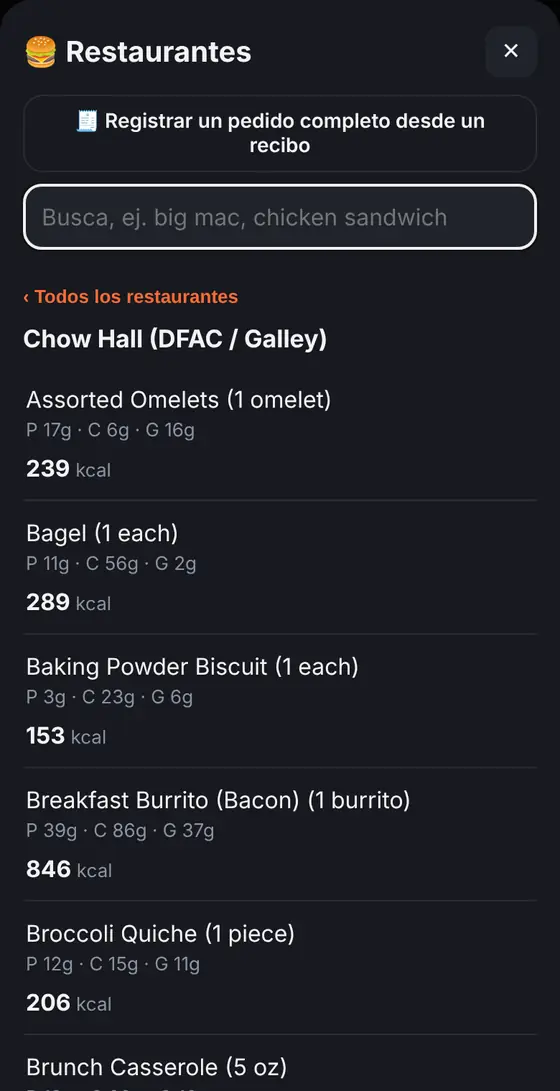 Restaurantes
✕
Registrar un pedido completo desde un
recibo
Busca, ej. big mac, chicken sandwich
‹ Todos los restaurantes
Chow Hall (DFAC / Galley)
Assorted Omelets (1 omelet)
P 17g · C 6g · G 16g
239 kcal
Bagel (1 each)
P 11g · C 56g · G 2g
289 kcal
Baking Powder Biscuit (1 each)
P 3g · C 23g · G 6g
153 kcal
Breakfast Burrito (Bacon) (1 burrito)
P 39g · C 86g · G 37g
846 kcal
Broccoli Quiche (1 piece)
P 12g · C 15g · G 11g
206 kcal
Brunch Casserole (5 oz)